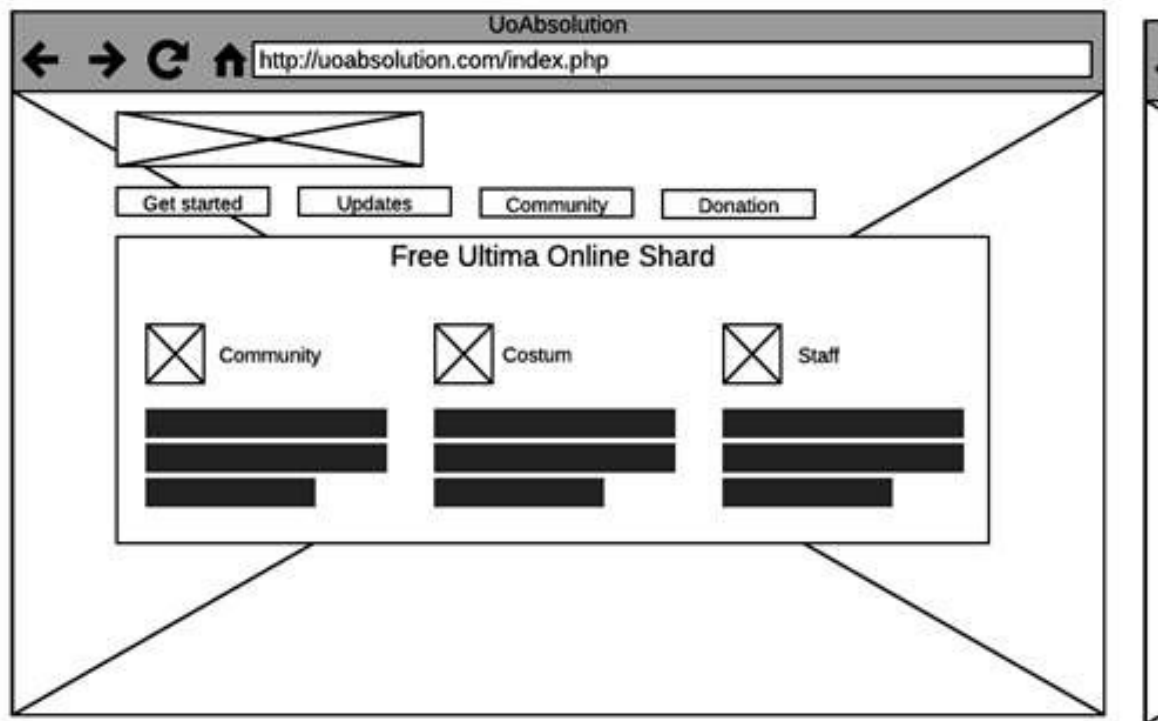 UoAbsolution
http://uoabsolution.com/index.php
Get started Updates Community Donation
Free Ultima Online Shard
Community Costum Staff